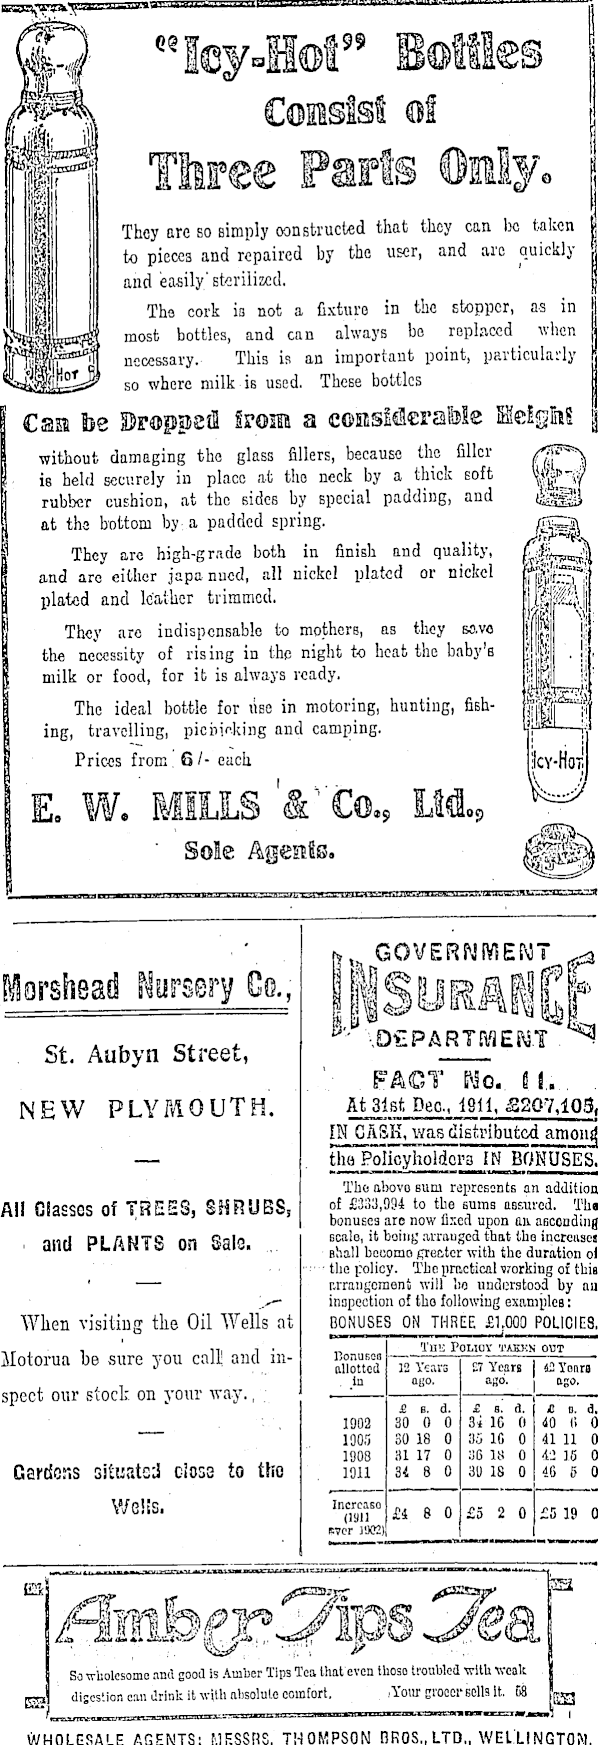 "Icy-Hot" Bottles
Consist of
Three Parts Only.
They are so simply constructed that they can be taken
to pieces and repaired by the user, and are quickly
and easily sterilized.
The cork is not a fixture in the stopper, as in
most bottles, and can always be replaced when
necessary. This is an important point, particularly
so where milk is used. These bottles
HOT
Can be Dropped from a considerable Height
without damaging the glass fillers, because the filler
is held securely in place at the neck by a thick soft
rubber cushion, at the sides by special padding, and
at the bottom by a padded spring.
They are high-grade both in finish and quality,
and are either japanned, all nickel plated or nickel
plated and leather trimmed.
They are indispensable to mothers, as they save
the necessity of rising in the night to heat the baby's
milk or food, for it is always ready.
The ideal bottle for use in motoring, hunting, fish-
ing, travelling, picnicking and camping.
Prices from 6/- each
ICY-HOT
E. W. MILLS & Co., Ltd.,
Sole Agents.
Morshead Nursery Co.,
St. Aubyn Street,
NEW PLYMOUTH.
All Classes of TREES, SHRUBS,
and PLANTS on Sale.
When visiting the Oil Wells at
Motorua be sure you call and in-
spect our stock on your way.
Gardens situated close to the
Wells.
GOVERNMENT
INSURANCE
DEPARTMENT
FACT No. 11.
At 31st Dec., 1911, £207,105,
IN CASH, was distributed among
the Policyholders IN BONUSES.
The above sum represents an addition
of £333,994 to the sums assured. The
bonuses are now fixed upon an ascending
scale, it being arranged that the increases
shall become greater with the duration of
the policy. The practical working of this
arrangement will be understood by an
inspection of the following examples:
BONUSES ON THREE £1,000 POLICIES.
Bonuses allotted in THE POLICY TAKEN OUT
12 Years ago. 27 Years ago. 42 Years ago.
£ s. d. £ s. d. £ s. d.
1902 30 0 0 34 16 0 40 6 0
1905 30 18 0 35 16 0 41 11 0
1908 31 17 0 36 18 0 42 15 0
1911 34 8 0 39 18 0 46 5 0
Increase (1911 over 1902) £4 8 0 £5 2 0 £5 19 0
Amber Tips Tea
So wholesome and good is Amber Tips Tea that even those troubled with weak
digestion can drink it with absolute comfort. Your grocer sells it. 58
WHOLESALE AGENTS: MESSRS. THOMPSON BROS., LTD., WELLINGTON.